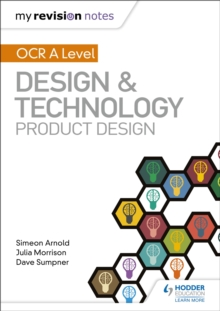 my revision notes
OCR A Level
DESIGN &
TECHNOLOGY
PRODUCT DESIGN
Simeon Arnold
Julia Morrison
Dave Sumpner
HODDER
EDUCATION
LEARN MORE